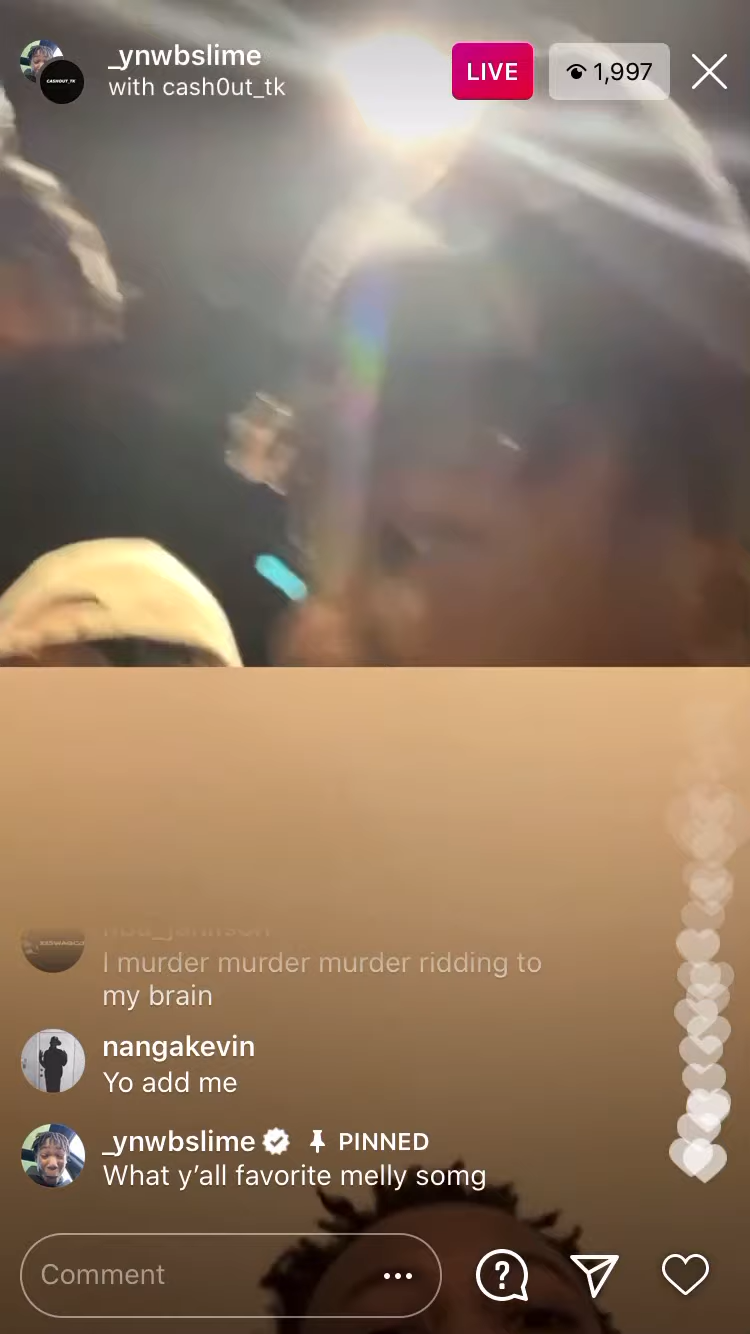 _ynwbslime
with cash0ut_tk
LIVE
1,997
I murder murder murder ridding to
my brain
nangakevin
Yo add me
_ynwbslime PINNED
What y’all favorite melly somg
Comment